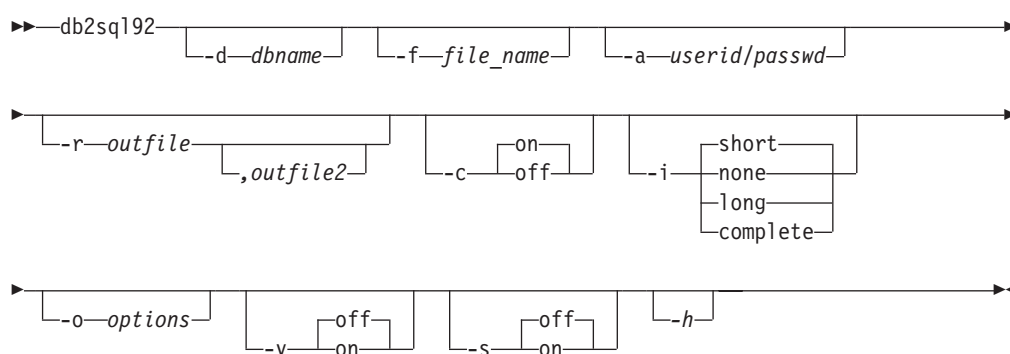 db2sql92 -d dbname -f file_name -a userid/passwd
-r outfile ,outfile2 -c on off -i short none long complete
-o options -v off on -s off on -h